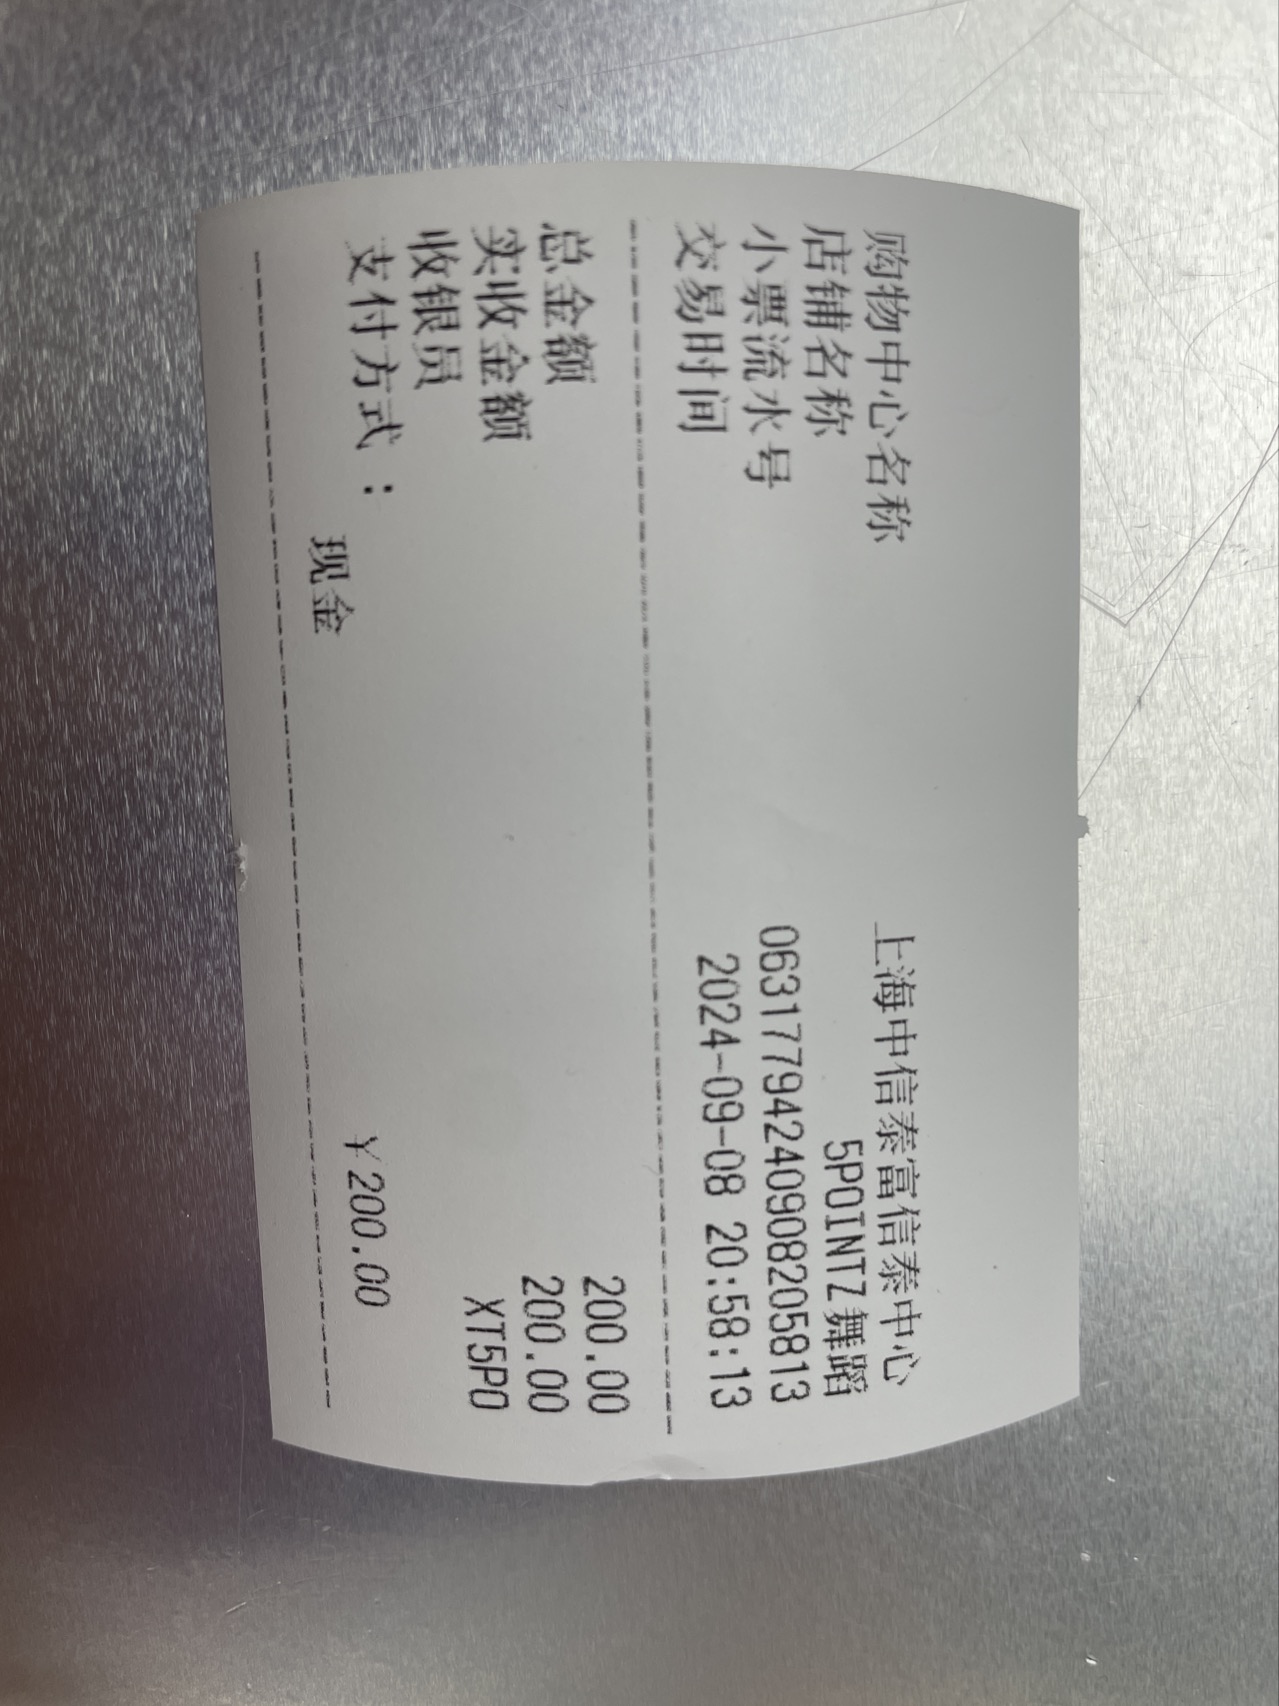 购物中心名称 上海中信泰富信泰中心
店铺名称 5POINTZ舞蹈
小票流水号 06317794240908205813
交易时间 2024-09-08 20:58:13
总金额 200.00
实收金额 200.00
收银员 XT5PO
支付方式：
现金 ¥200.00